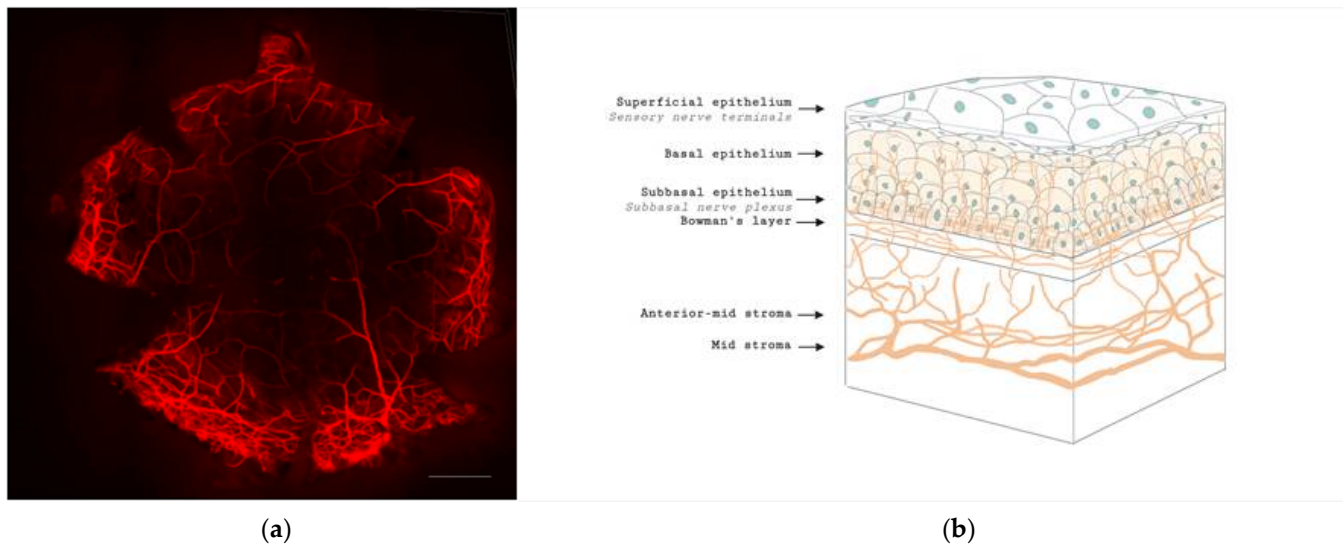 Superficial epithelium
Sensory nerve terminals
Basal epithelium
Subbasal epithelium
Subbasal nerve plexus
Bowman's layer
Anterior-mid stroma
Mid stroma
(a)
(b)